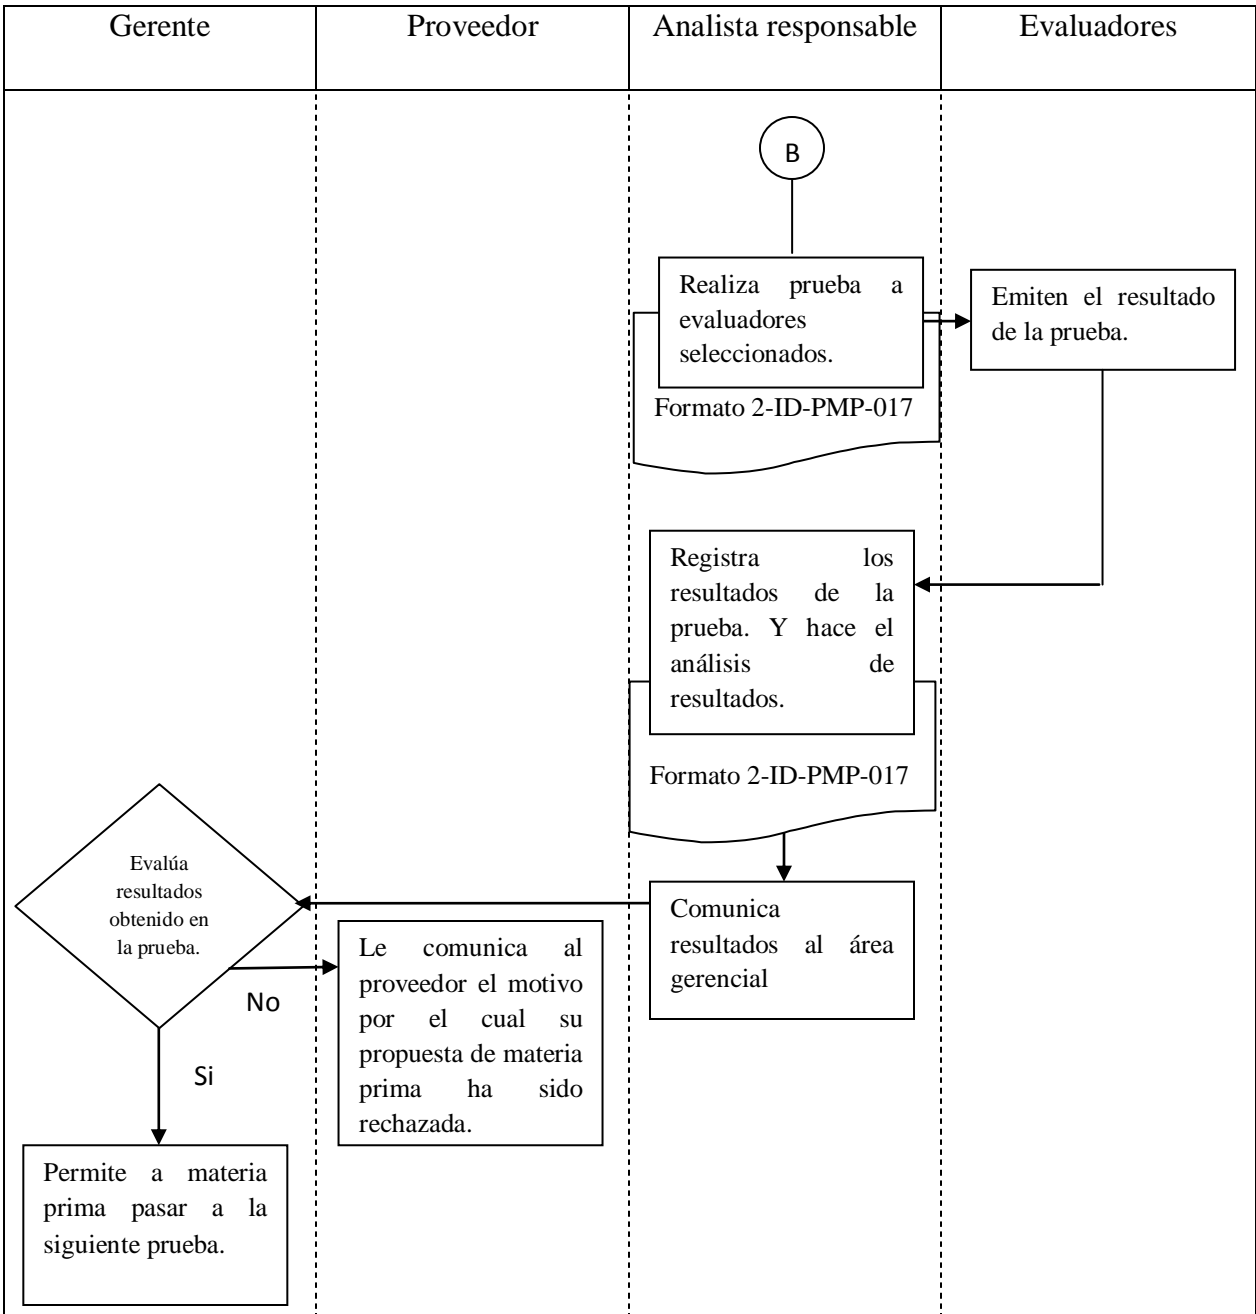 Gerente
Proveedor
Analista responsable
Evaluadores
B
Realiza prueba a
evaluadores
seleccionados.
Formato 2-ID-PMP-017
Emiten el resultado
de la prueba.
Registra los
resultados de la
prueba. Y hace el
análisis de
resultados.
Formato 2-ID-PMP-017
Comunica
resultados al área
gerencial
Evalúa
resultados
obtenido en
la prueba.
No
Si
Le comunica al
proveedor el motivo
por el cual su
propuesta de materia
prima ha sido
rechazada.
Permite a materia
prima pasar a la
siguiente prueba.